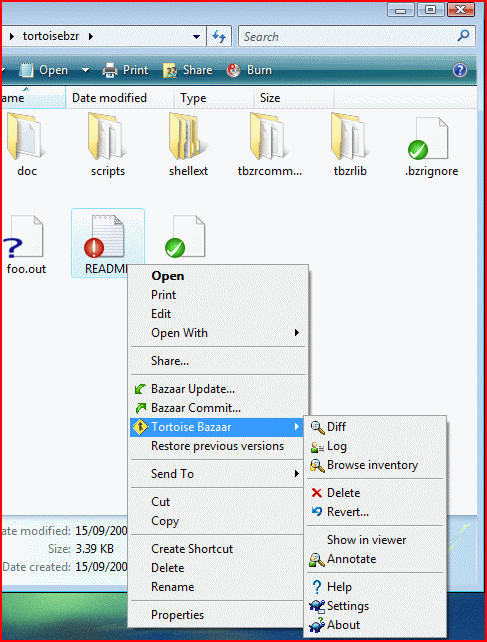 tortoisebzr
Search
Open Print Share Burn
ame Date modified Type Size
doc scripts shellext tbzrcomm... tbzrlib .bzrignore
foo.out README
Open
Print
Edit
Open With
Share...
Bazaar Update...
Bazaar Commit...
Tortoise Bazaar
Restore previous versions
Send To
Cut
Copy
Create Shortcut
Delete
Rename
Properties
Diff
Log
Browse inventory
Delete
Revert...
Show in viewer
Annotate
Help
Settings
About
ate modified: 15/09/200
Size: 3.39 KB
Date created: 15/09/200